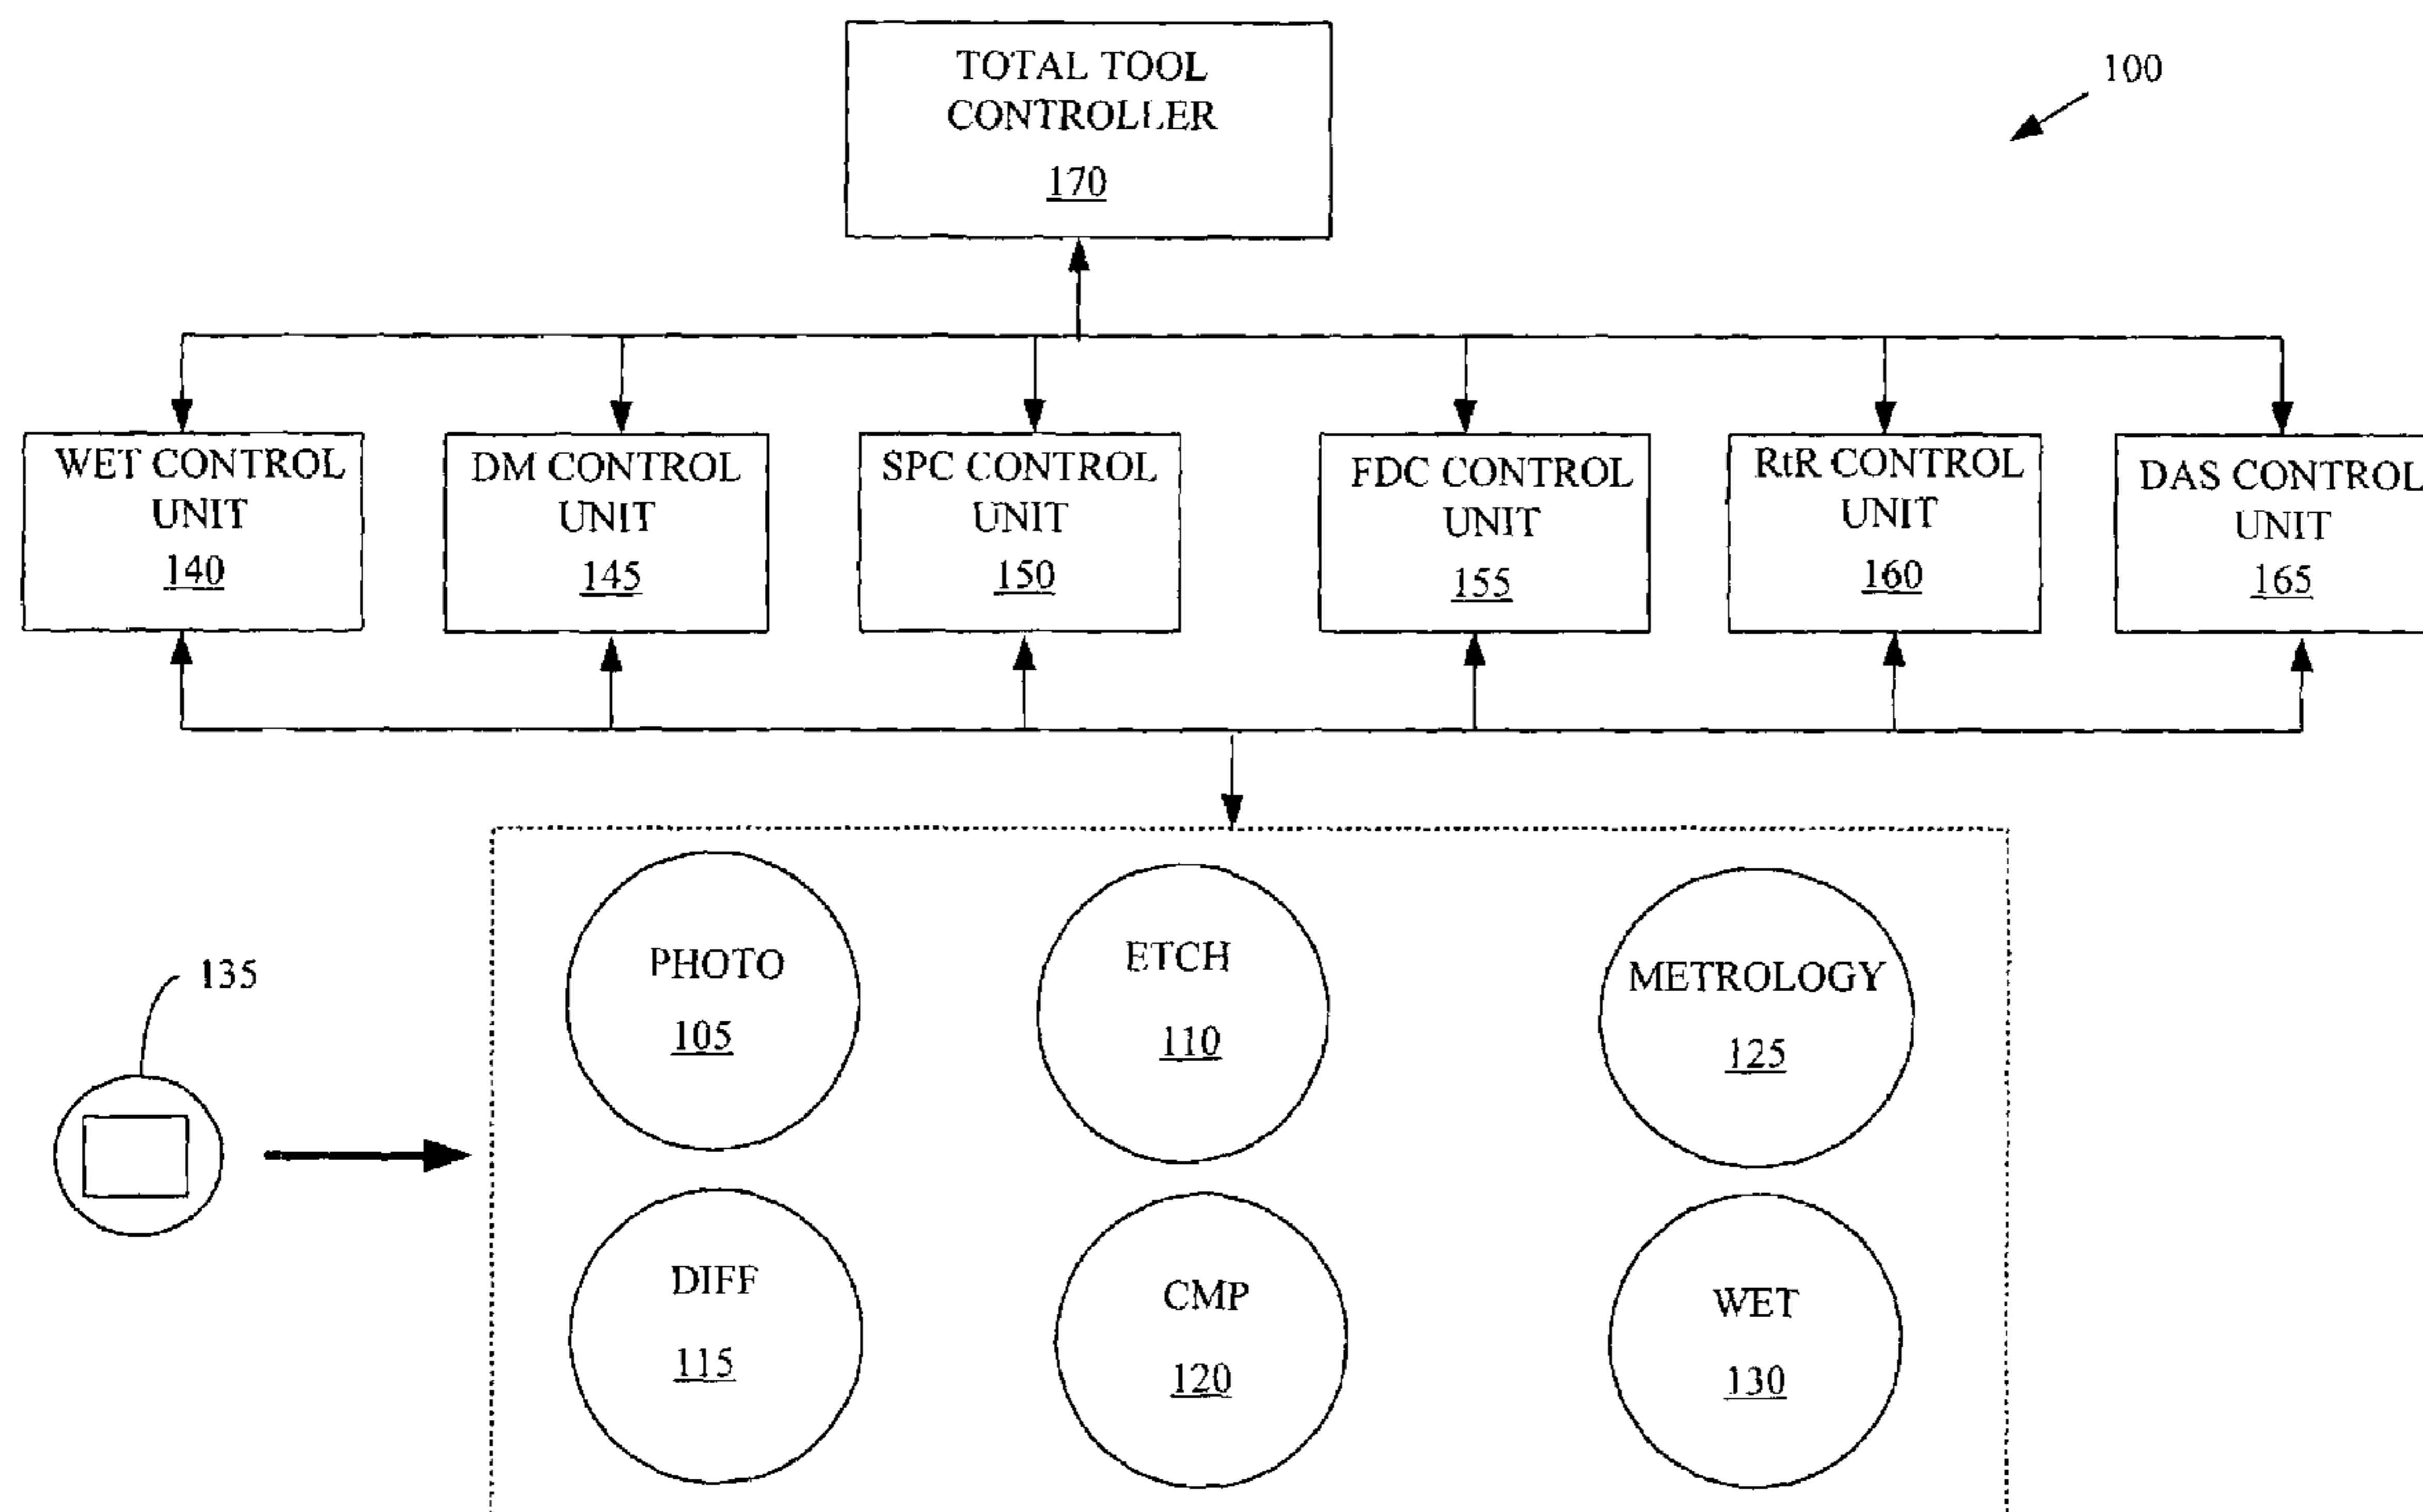 TOTAL TOOL
CONTROLLER
170
100
WET CONTROL
UNIT
140
DM CONTROL
UNIT
145
SPC CONTROL
UNIT
150
FDC CONTROL
UNIT
155
RtR CONTROL
UNIT
160
DAS CONTROL
UNIT
165
135
PHOTO
105
ETCH
110
METROLOGY
125
DIFF
115
CMP
120
WET
130